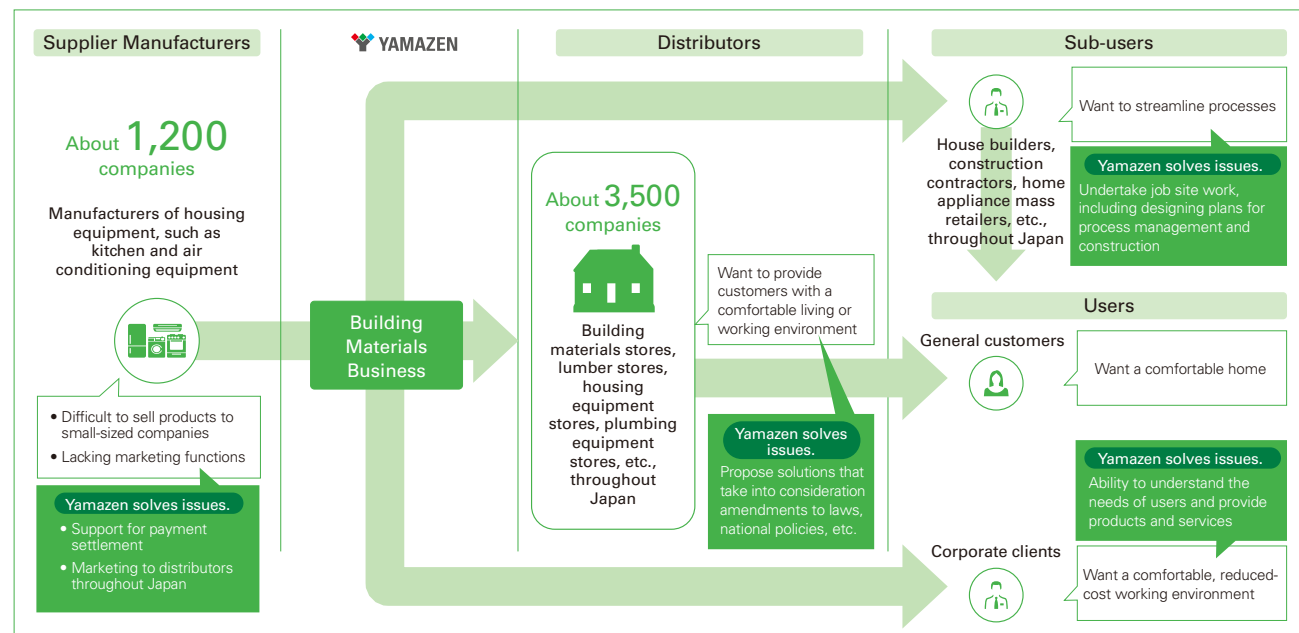 Supplier Manufacturers
About 1,200
companies
Manufacturers of housing
equipment, such as
kitchen and air
conditioning equipment
• Difficult to sell products to
small-sized companies
• Lacking marketing functions
Yamazen solves issues.
• Support for payment
settlement
• Marketing to distributors
throughout Japan
YAMAZEN
Building
Materials
Business
Distributors
About 3,500
companies
Building
materials stores,
lumber stores,
housing
equipment
stores, plumbing
equipment
stores, etc.,
throughout
Japan
Want to provide
customers with a
comfortable living or
working environment
Yamazen solves
issues.
Propose solutions that
take into consideration
amendments to laws,
national policies, etc.
Sub-users
House builders,
construction
contractors, home
appliance mass
retailers, etc.,
throughout Japan
Want to streamline processes
Yamazen solves issues.
Undertake job site work,
including designing plans for
process management and
construction
Users
General customers
Want a comfortable home
Yamazen solves issues.
Ability to understand the
needs of users and provide
products and services
Corporate clients
Want a comfortable, reduced-
cost working environment